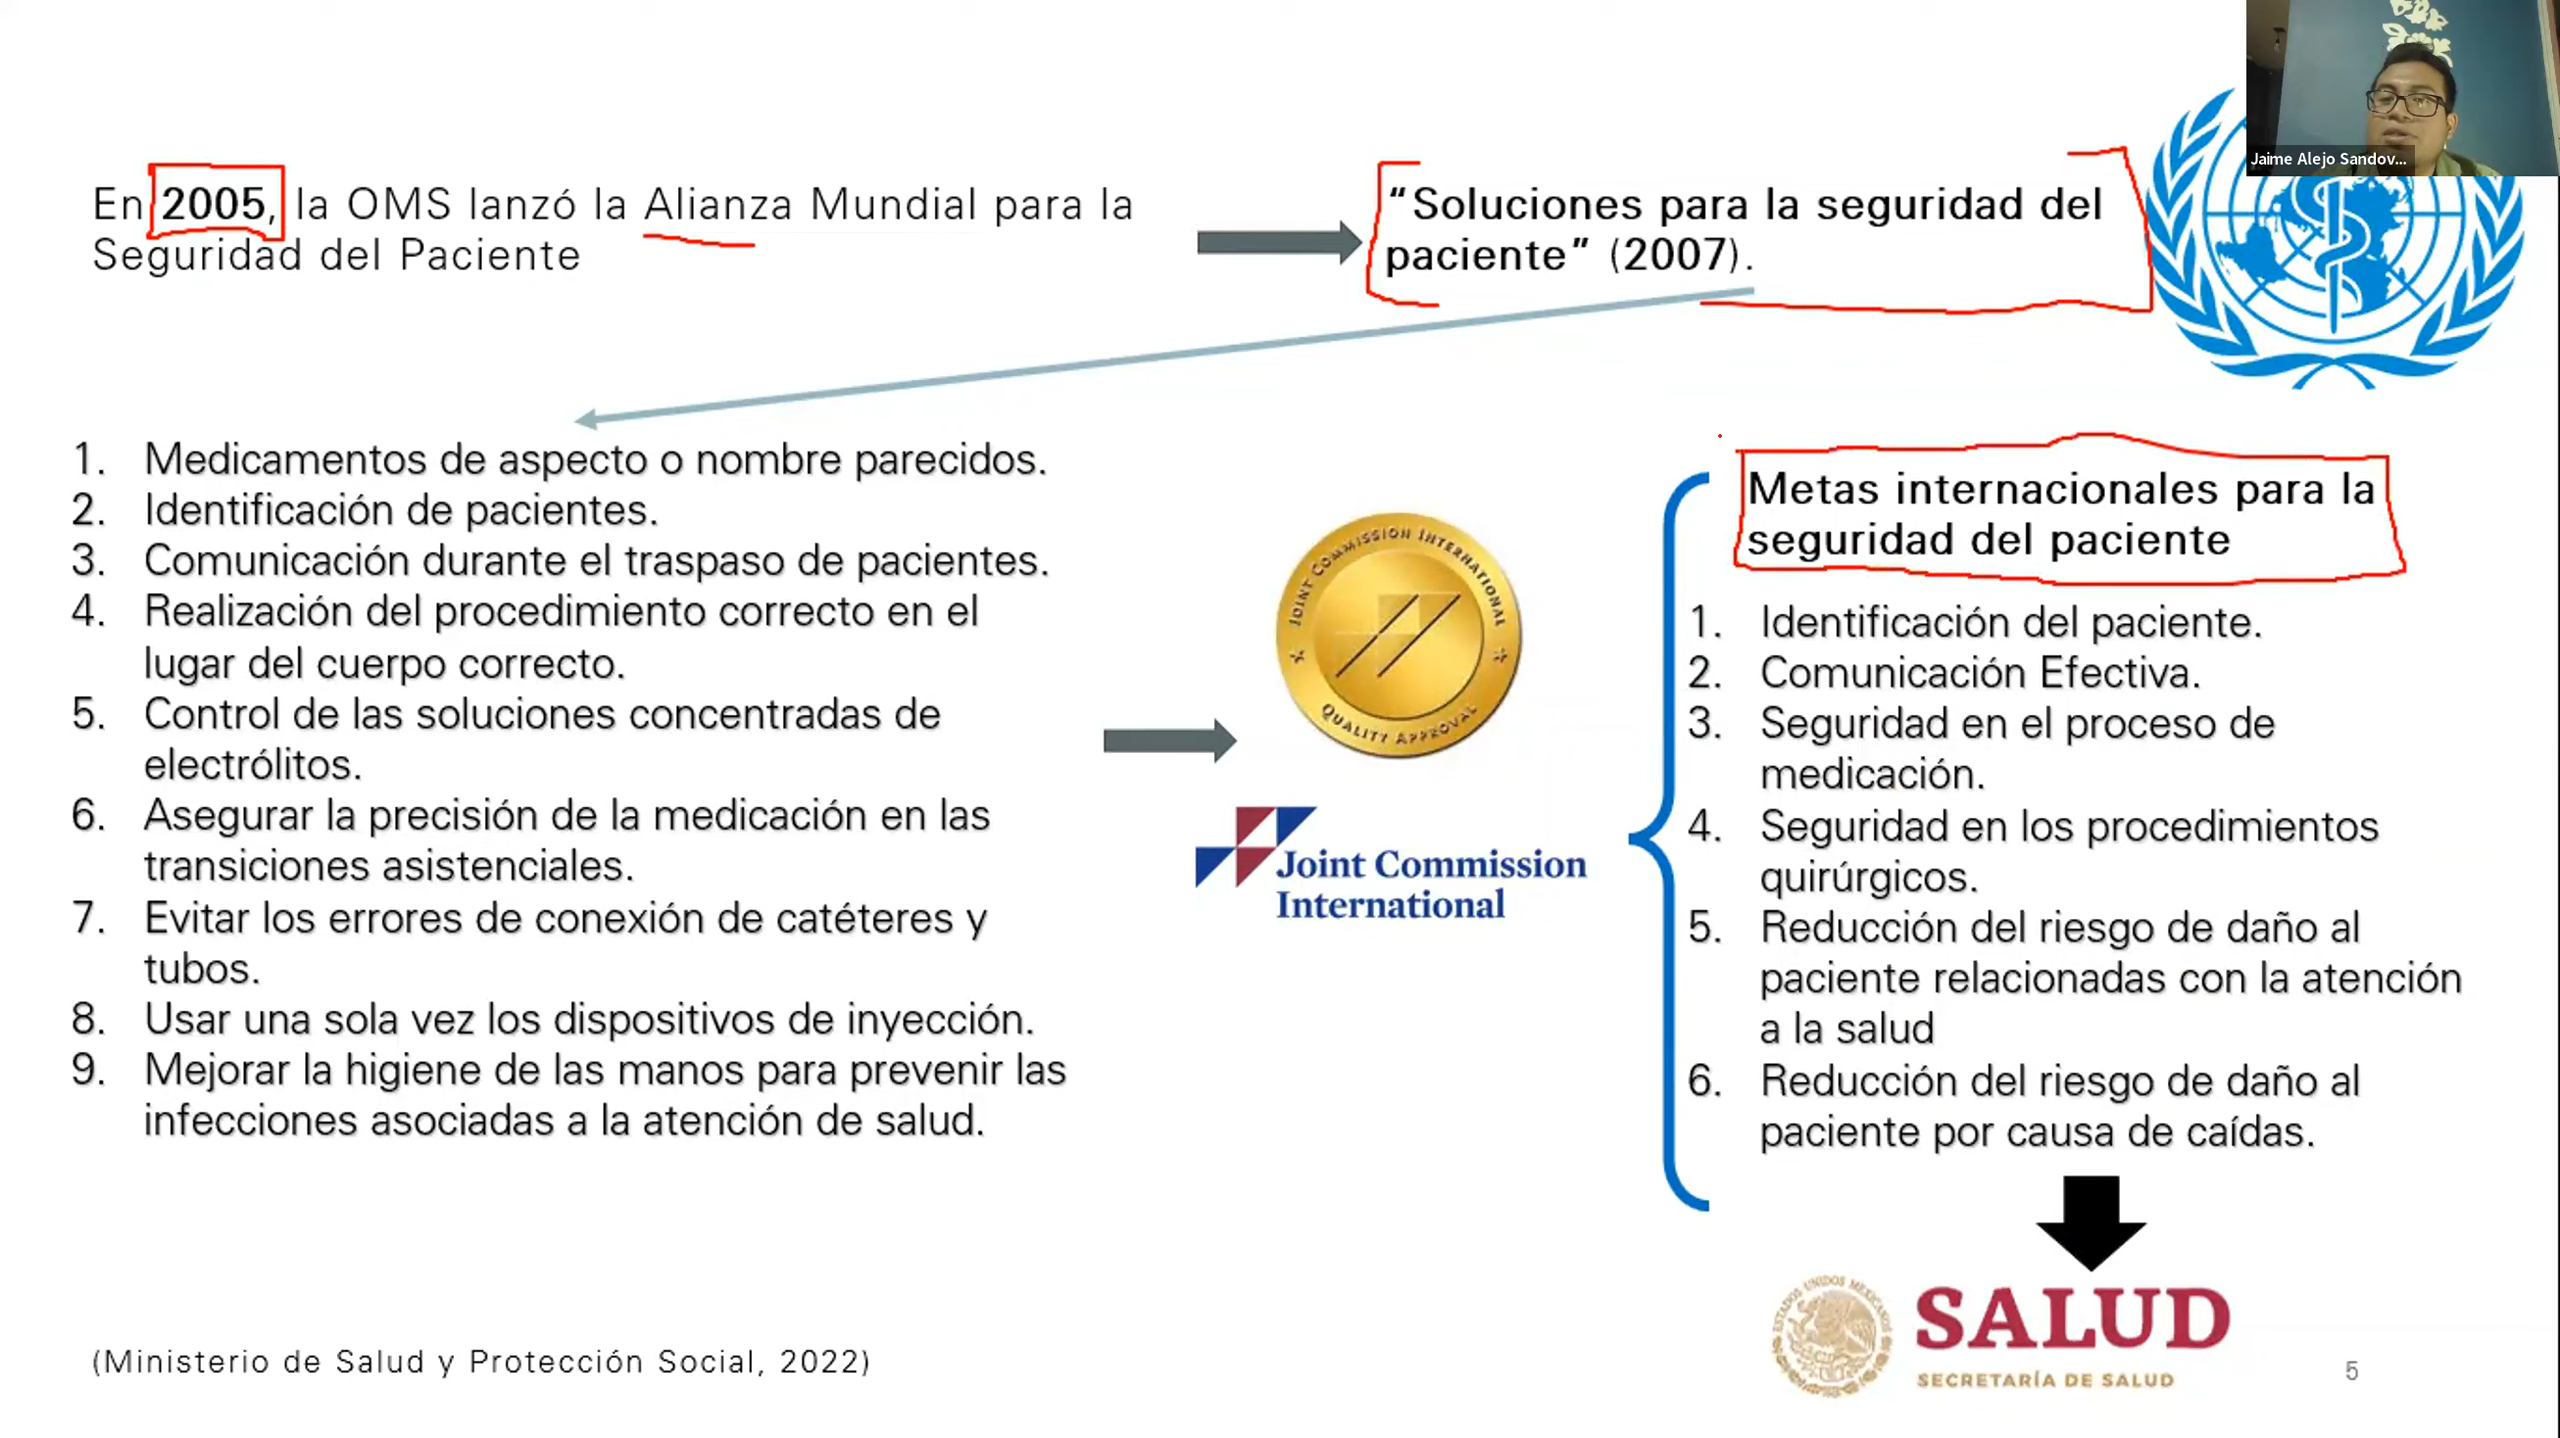 Jaime Alejo Sandov...
En 2005, la OMS lanzó la Alianza Mundial para la
Seguridad del Paciente
“Soluciones para la seguridad del
paciente” (2007).
1. Medicamentos de aspecto o nombre parecidos.
2. Identificación de pacientes.
3. Comunicación durante el traspaso de pacientes.
4. Realización del procedimiento correcto en el
lugar del cuerpo correcto.
5. Control de las soluciones concentradas de
electrólitos.
6. Asegurar la precisión de la medicación en las
transiciones asistenciales.
7. Evitar los errores de conexión de catéteres y
tubos.
8. Usar una sola vez los dispositivos de inyección.
9. Mejorar la higiene de las manos para prevenir las
infecciones asociadas a la atención de salud.
JOINT COMMISSION INTERNATIONAL
QUALITY APPROVAL
Joint Commission
International
Metas internacionales para la
seguridad del paciente
1. Identificación del paciente.
2. Comunicación Efectiva.
3. Seguridad en el proceso de
medicación.
4. Seguridad en los procedimientos
quirúrgicos.
5. Reducción del riesgo de daño al
paciente relacionadas con la atención
a la salud
6. Reducción del riesgo de daño al
paciente por causa de caídas.
ESTADOS UNIDOS MEXICANOS
SALUD
SECRETARÍA DE SALUD
(Ministerio de Salud y Protección Social, 2022)
5